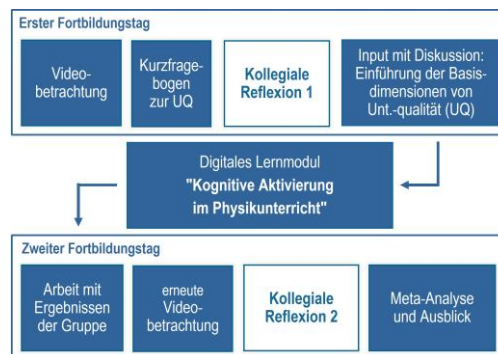 Erster Fortbildungstag
Video-
betrachtung
Kurzfrage-
bogen
zur UQ
Kollegiale
Reflexion 1
Input mit Diskussion:
Einführung der Basis-
dimensionen von
Unt.-qualität (UQ)
Digitales Lernmodul
"Kognitive Aktivierung
im Physikunterricht"
Zweiter Fortbildungstag
Arbeit mit
Ergebnissen
der Gruppe
erneute
Video-
betrachtung
Kollegiale
Reflexion 2
Meta-Analyse
und Ausblick